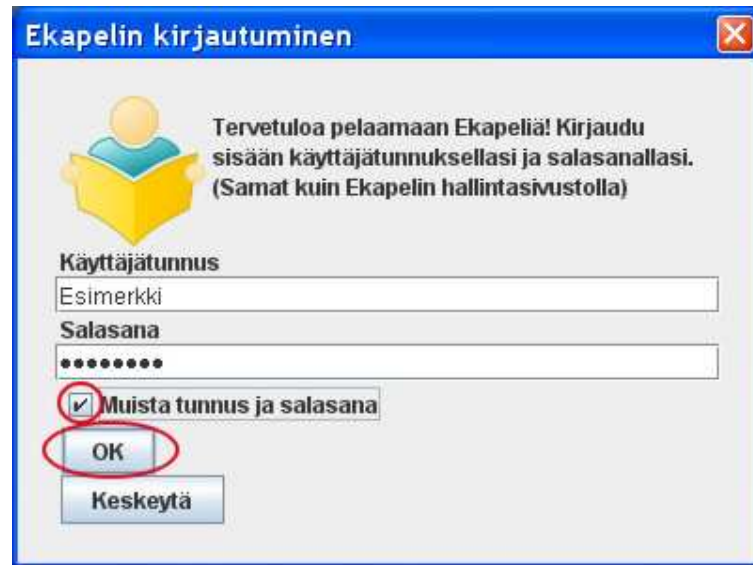 Ekapelin kirjautuminen
Tervetuloa pelaamaan Ekapeliä! Kirjaudu
sisään käyttäjätunnuksellasi ja salasanallasi.
(Samat kuin Ekapelin hallintasivustolla)
Käyttäjätunnus
Esimerkki
Salasana
••••••••
Muista tunnus ja salasana
OK
Keskeytä